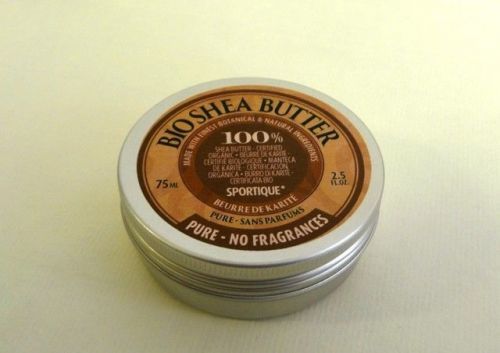 BIO SHEA BUTTER
MADE WITH FINEST BOTANICAL & NATURAL INGREDIENTS
100%
SHEA BUTTER - CERTIFIED
ORGANIC • BEURRE DE KARITÉ -
CERTIFIÉ BIOLOGIQUE • MANTECA
DE KARITÉ - CERTIFICACIÓN
ORGÁNICA • BURRO DI KARITÉ -
CERTIFICATA BIO
75 ML
2.5
FL.OZ.
SPORTIQUE
BEURRE DE KARITÉ
PURE - SANS PARFUMS
PURE - NO FRAGRANCES